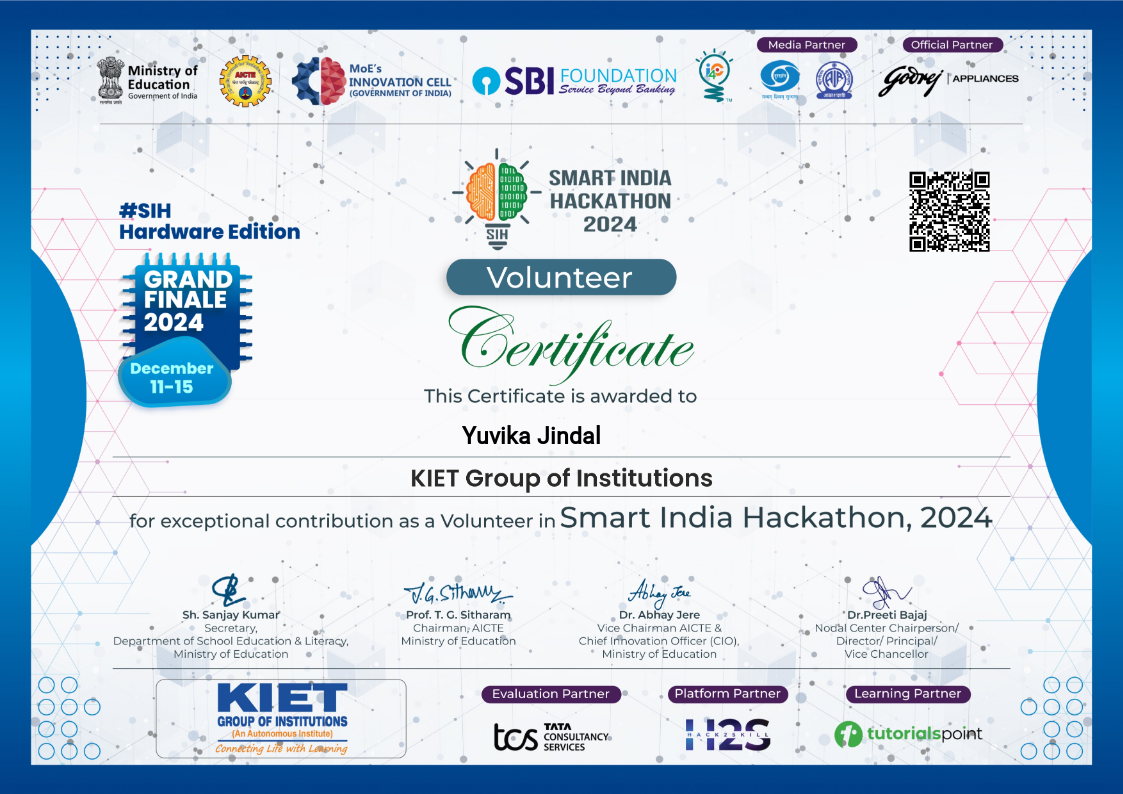 Media Partner
Official Partner
Ministry of
Education
Government of India
AICTE
MoE's
INNOVATION CELL
(GOVERNMENT OF INDIA)
SBI FOUNDATION
Service Beyond Banking
i4c
TM
Godrej | APPLIANCES
#SIH
Hardware Edition
GRAND
FINALE
2024
December
11-15
SIH
SMART INDIA
HACKATHON
2024
Volunteer
Certificate
This Certificate is awarded to
Yuvika Jindal
KIET Group of Institutions
for exceptional contribution as a Volunteer in Smart India Hackathon, 2024
Abhay Jere
Sh. Sanjay Kumar
Secretary,
Department of School Education & Literacy,
Ministry of Education
Prof. T. G. Sitharam
Chairman, AICTE
Ministry of Education
Dr. Abhay Jere
Vice Chairman AICTE &
Chief Innovation Officer (CIO),
Ministry of Education
Dr.Preeti Bajaj
Nodal Center Chairperson/
Director/ Principal/
Vice Chancellor
KIET
GROUP OF INSTITUTIONS
(An Autonomous Institute)
Connecting Life with Learning
Evaluation Partner
tcs TATA
CONSULTANCY
SERVICES
Platform Partner
H2S
HACK2SKILL
Learning Partner
tutorialspoint